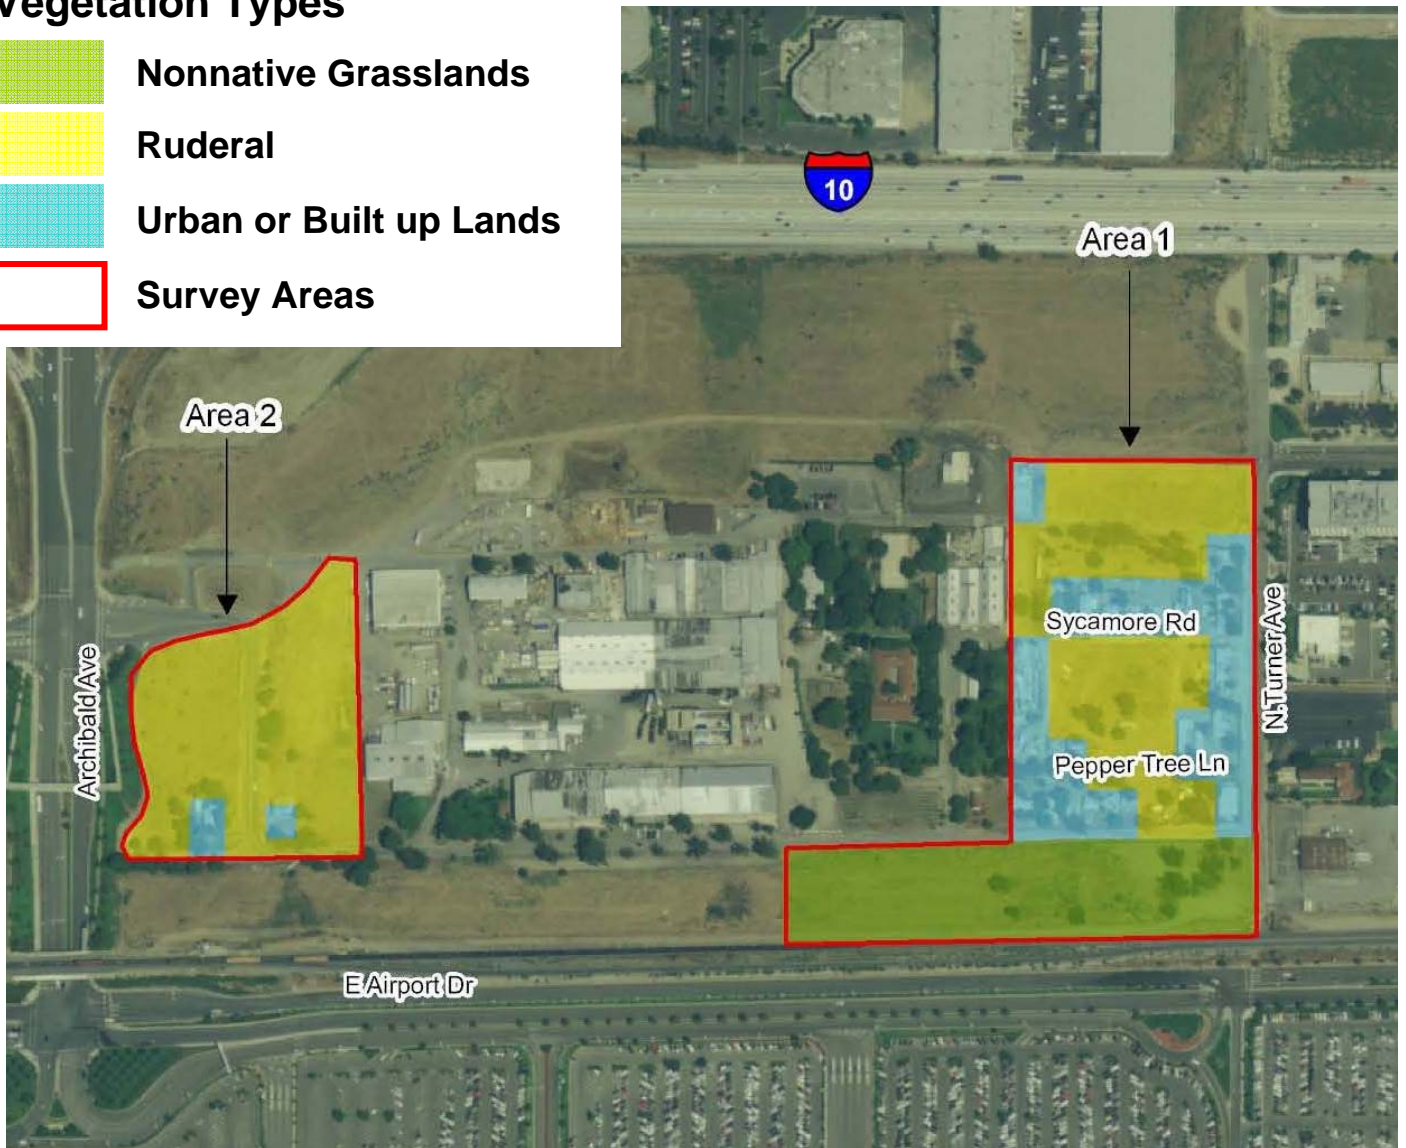 Vegetation Types
Nonnative Grasslands
Ruderal
Urban or Built up Lands
Survey Areas
10
Area 1
Area 2
Sycamore Rd
N Turner Ave
Archibald Ave
Pepper Tree Ln
E Airport Dr